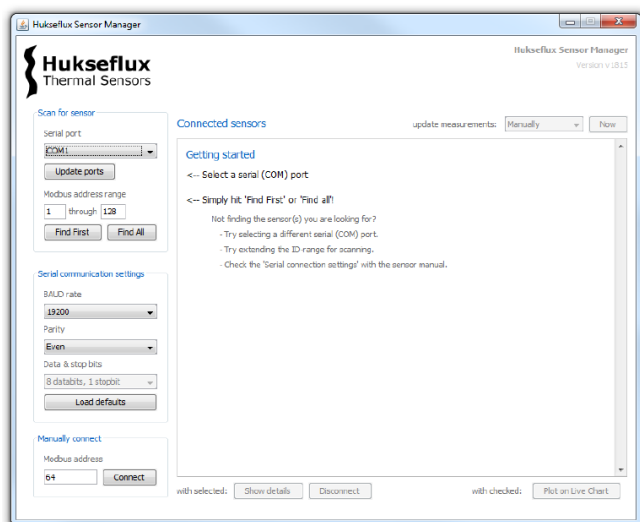 Hukseflux Sensor Manager
Hukseflux
Thermal Sensors
Hukseflux Sensor Manager
Version v1815
Scan for sensor
Serial port
COM1
Update ports
Modbus address range
1 through 128
Find First Find All
Serial communication settings
BAUD rate
19200
Parity
Even
Data & stop bits
8 databits, 1 stopbit
Load defaults
Manually connect
Modbus address
64 Connect
Connected sensors update measurements: Manually Now
Getting started
<-- Select a serial (COM) port
<-- Simply hit 'Find First' or 'Find all'!
Not finding the sensor(s) you are looking for?
- Try selecting a different serial (COM) port.
- Try extending the ID-range for scanning.
- Check the 'Serial connection settings' with the sensor manual.
with selected: Show details Disconnect with checked: Plot on Live Chart